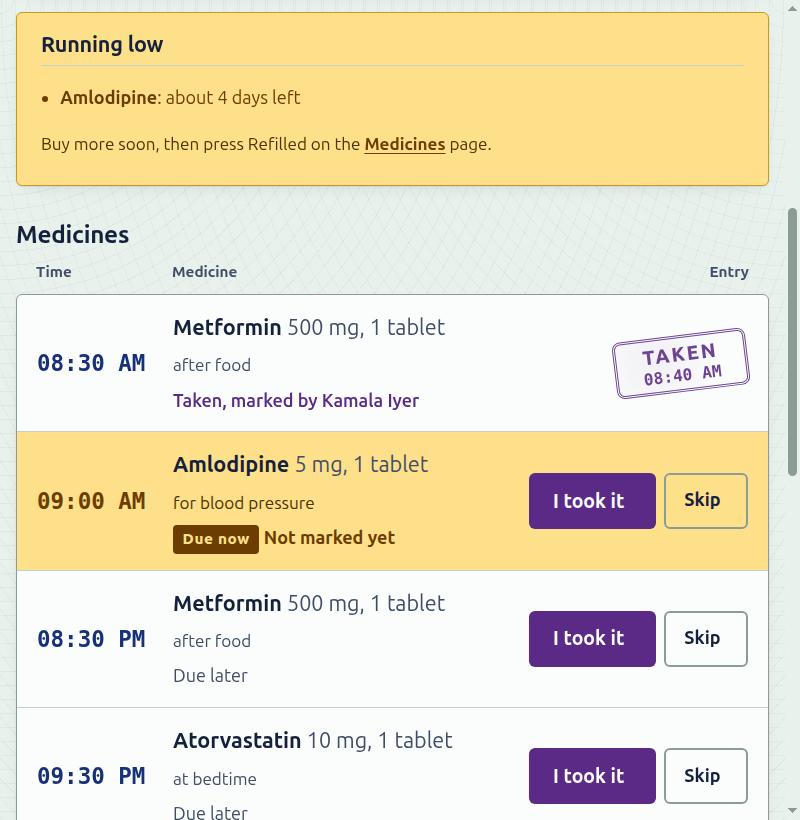 Running low
Amlodipine: about 4 days left
Buy more soon, then press Refilled on the Medicines page.
Medicines
Time Medicine Entry
Metformin 500 mg, 1 tablet
08:30 AM
after food
Taken, marked by Kamala Iyer
TAKEN
08:40 AM
Amlodipine 5 mg, 1 tablet
09:00 AM
for blood pressure
Due now Not marked yet
I took it
Skip
Metformin 500 mg, 1 tablet
08:30 PM
after food
Due later
I took it
Skip
Atorvastatin 10 mg, 1 tablet
09:30 PM
at bedtime
Due later
I took it
Skip